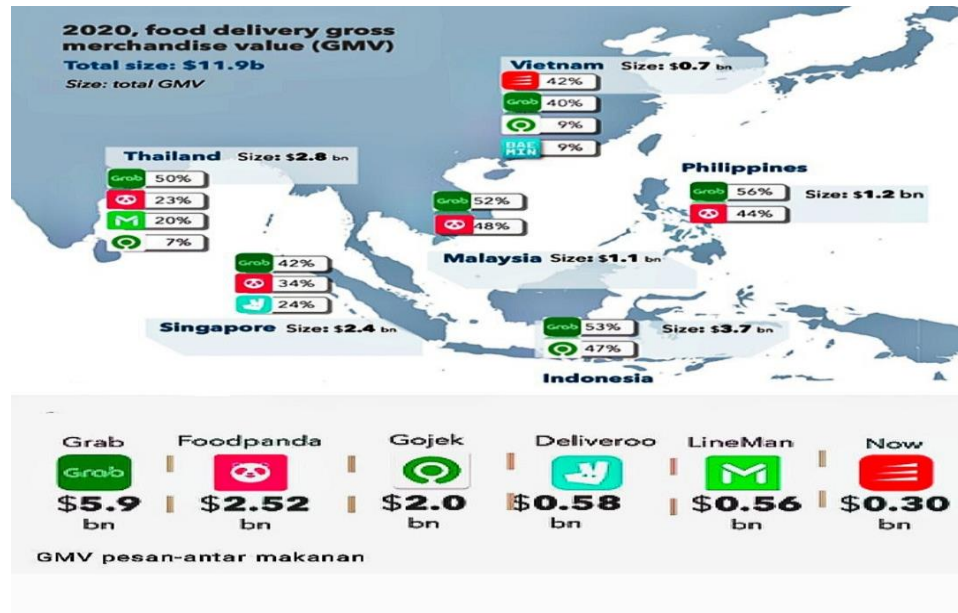 2020, food delivery gross
merchandise value (GMV)
Total size: $11.9b
Size: total GMV
Vietnam Size: $0.7 bn
42%
Grab 40%
9%
BAE MIN 9%
Thailand Size: $2.8 bn
Grab 50%
23%
20%
7%
Philippines
Grab 56%
44%
Size: $1.2 bn
Grab 52%
48%
Malaysia Size: $1.1 bn
Grab 42%
34%
24%
Singapore Size: $2.4 bn
Grab 53%
47%
Size: $3.7 bn
Indonesia
Grab Foodpanda Gojek Deliveroo LineMan Now
Grab
$5.9 $2.52 $2.0 $0.58 $0.56 $0.30
bn bn bn bn bn bn
GMV pesan-antar makanan